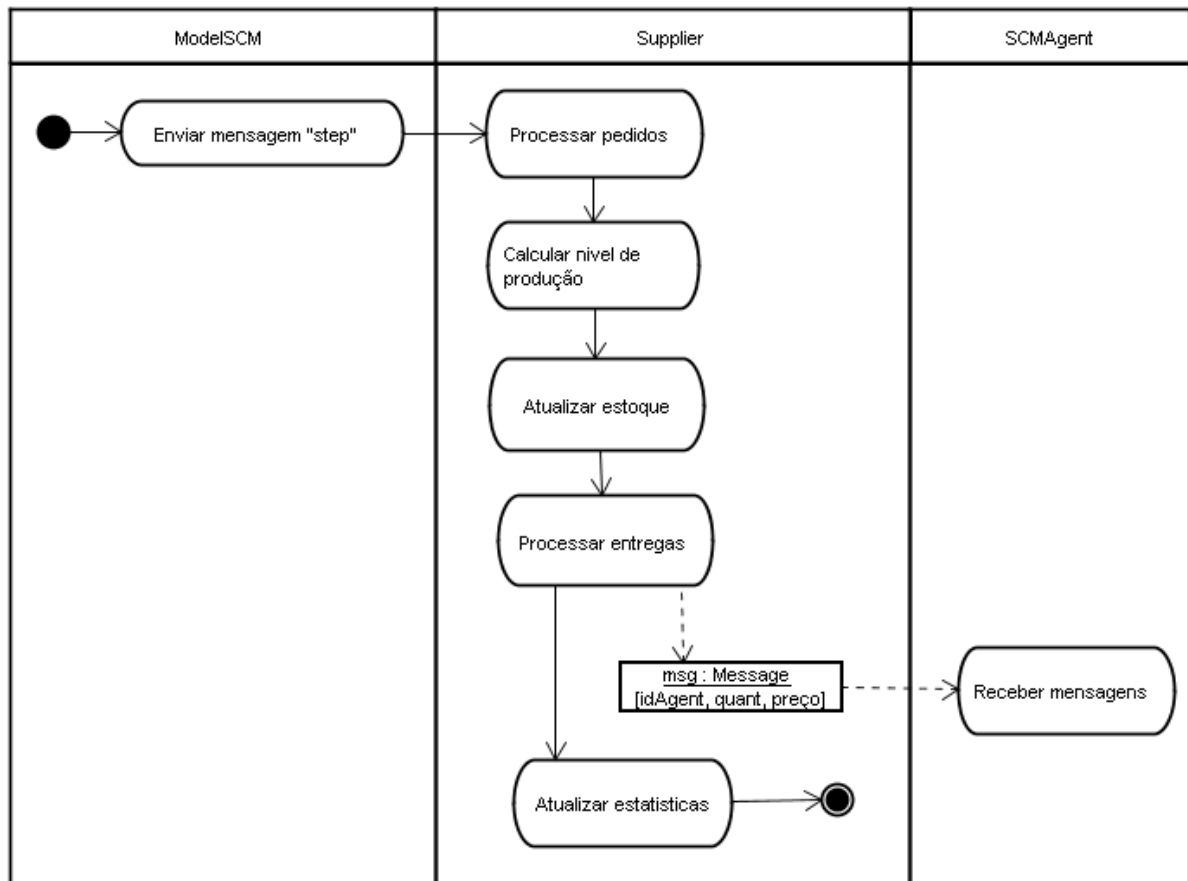 ModelSCM
Supplier
SCMAgent
Enviar mensagem "step"
Processar pedidos
Calcular nivel de
produção
Atualizar estoque
Processar entregas
msg : Message
[idAgent, quant, preço]
Receber mensagens
Atualizar estatisticas